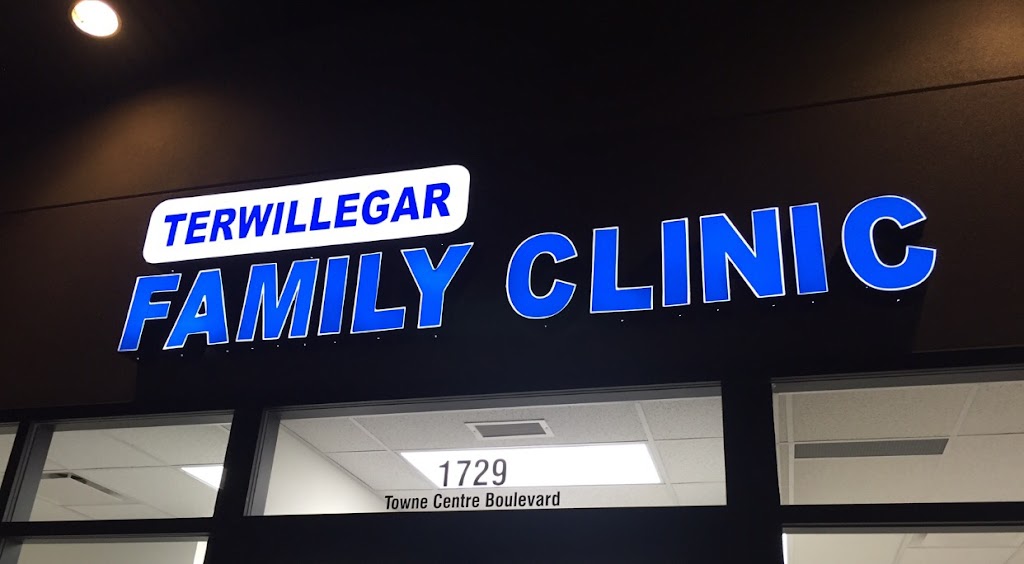 TERWILLEGAR
FAMILY CLINIC
1729
Towne Centre Boulevard